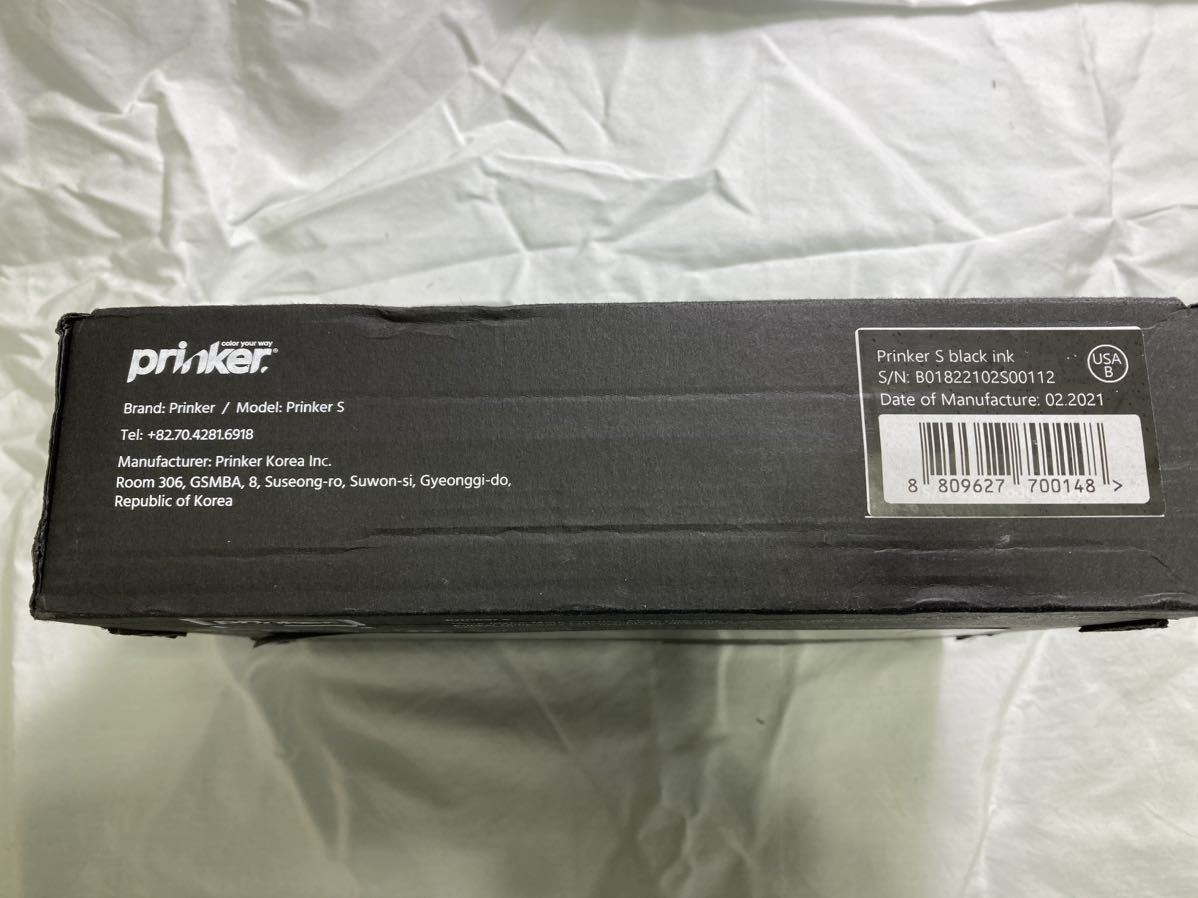 color your way
prinker®
Brand: Prinker / Model: Prinker S
Tel: +82.70.4281.6918
Manufacturer: Prinker Korea Inc.
Room 306, GSMBA, 8, Suseong-ro, Suwon-si, Gyeonggi-do,
Republic of Korea
Prinker S black ink
S/N: B01822102S00112
Date of Manufacture: 02.2021
USA
B
8 809627 700148 >